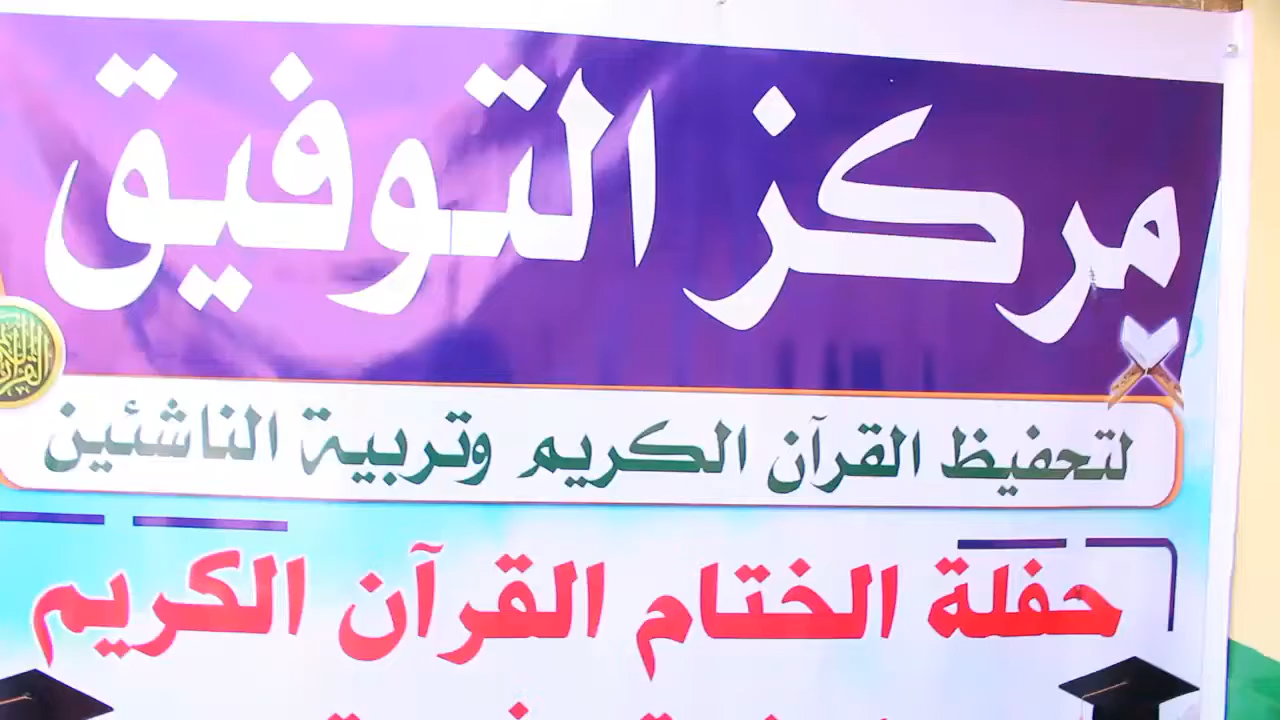 مركز التوفيق
لتحفيظ القرآن الكريم وتربية الناشئين
حفلة الختام القرآن الكريم